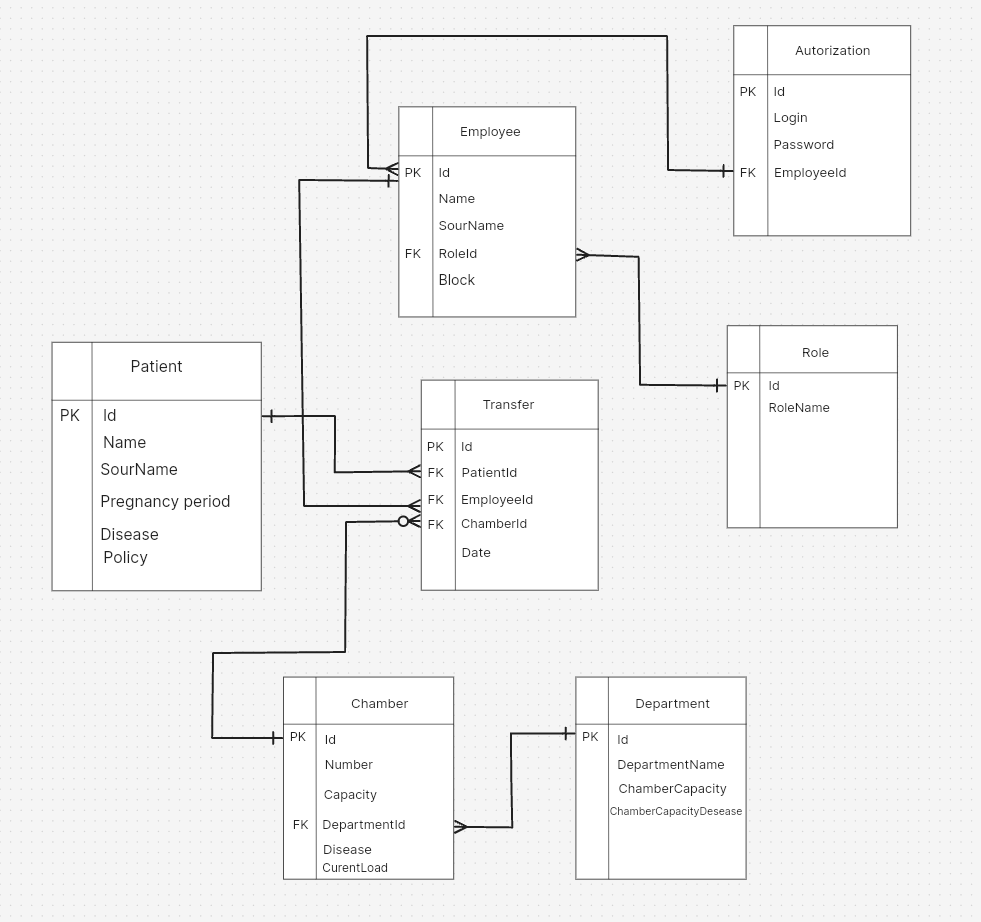 Autorization
PK Id
Login
Password
FK EmployeeId
Employee
PK Id
Name
SourName
FK RoleId
Block
Role
PK Id
RoleName
Patient
PK Id
Name
SourName
Pregnancy period
Disease
Policy
Transfer
PK Id
FK PatientId
FK EmployeeId
FK ChamberId
Date
Chamber
PK Id
Number
Capacity
FK DepartmentId
Disease
CurentLoad
Department
PK Id
DepartmentName
ChamberCapacity
ChamberCapacityDesease